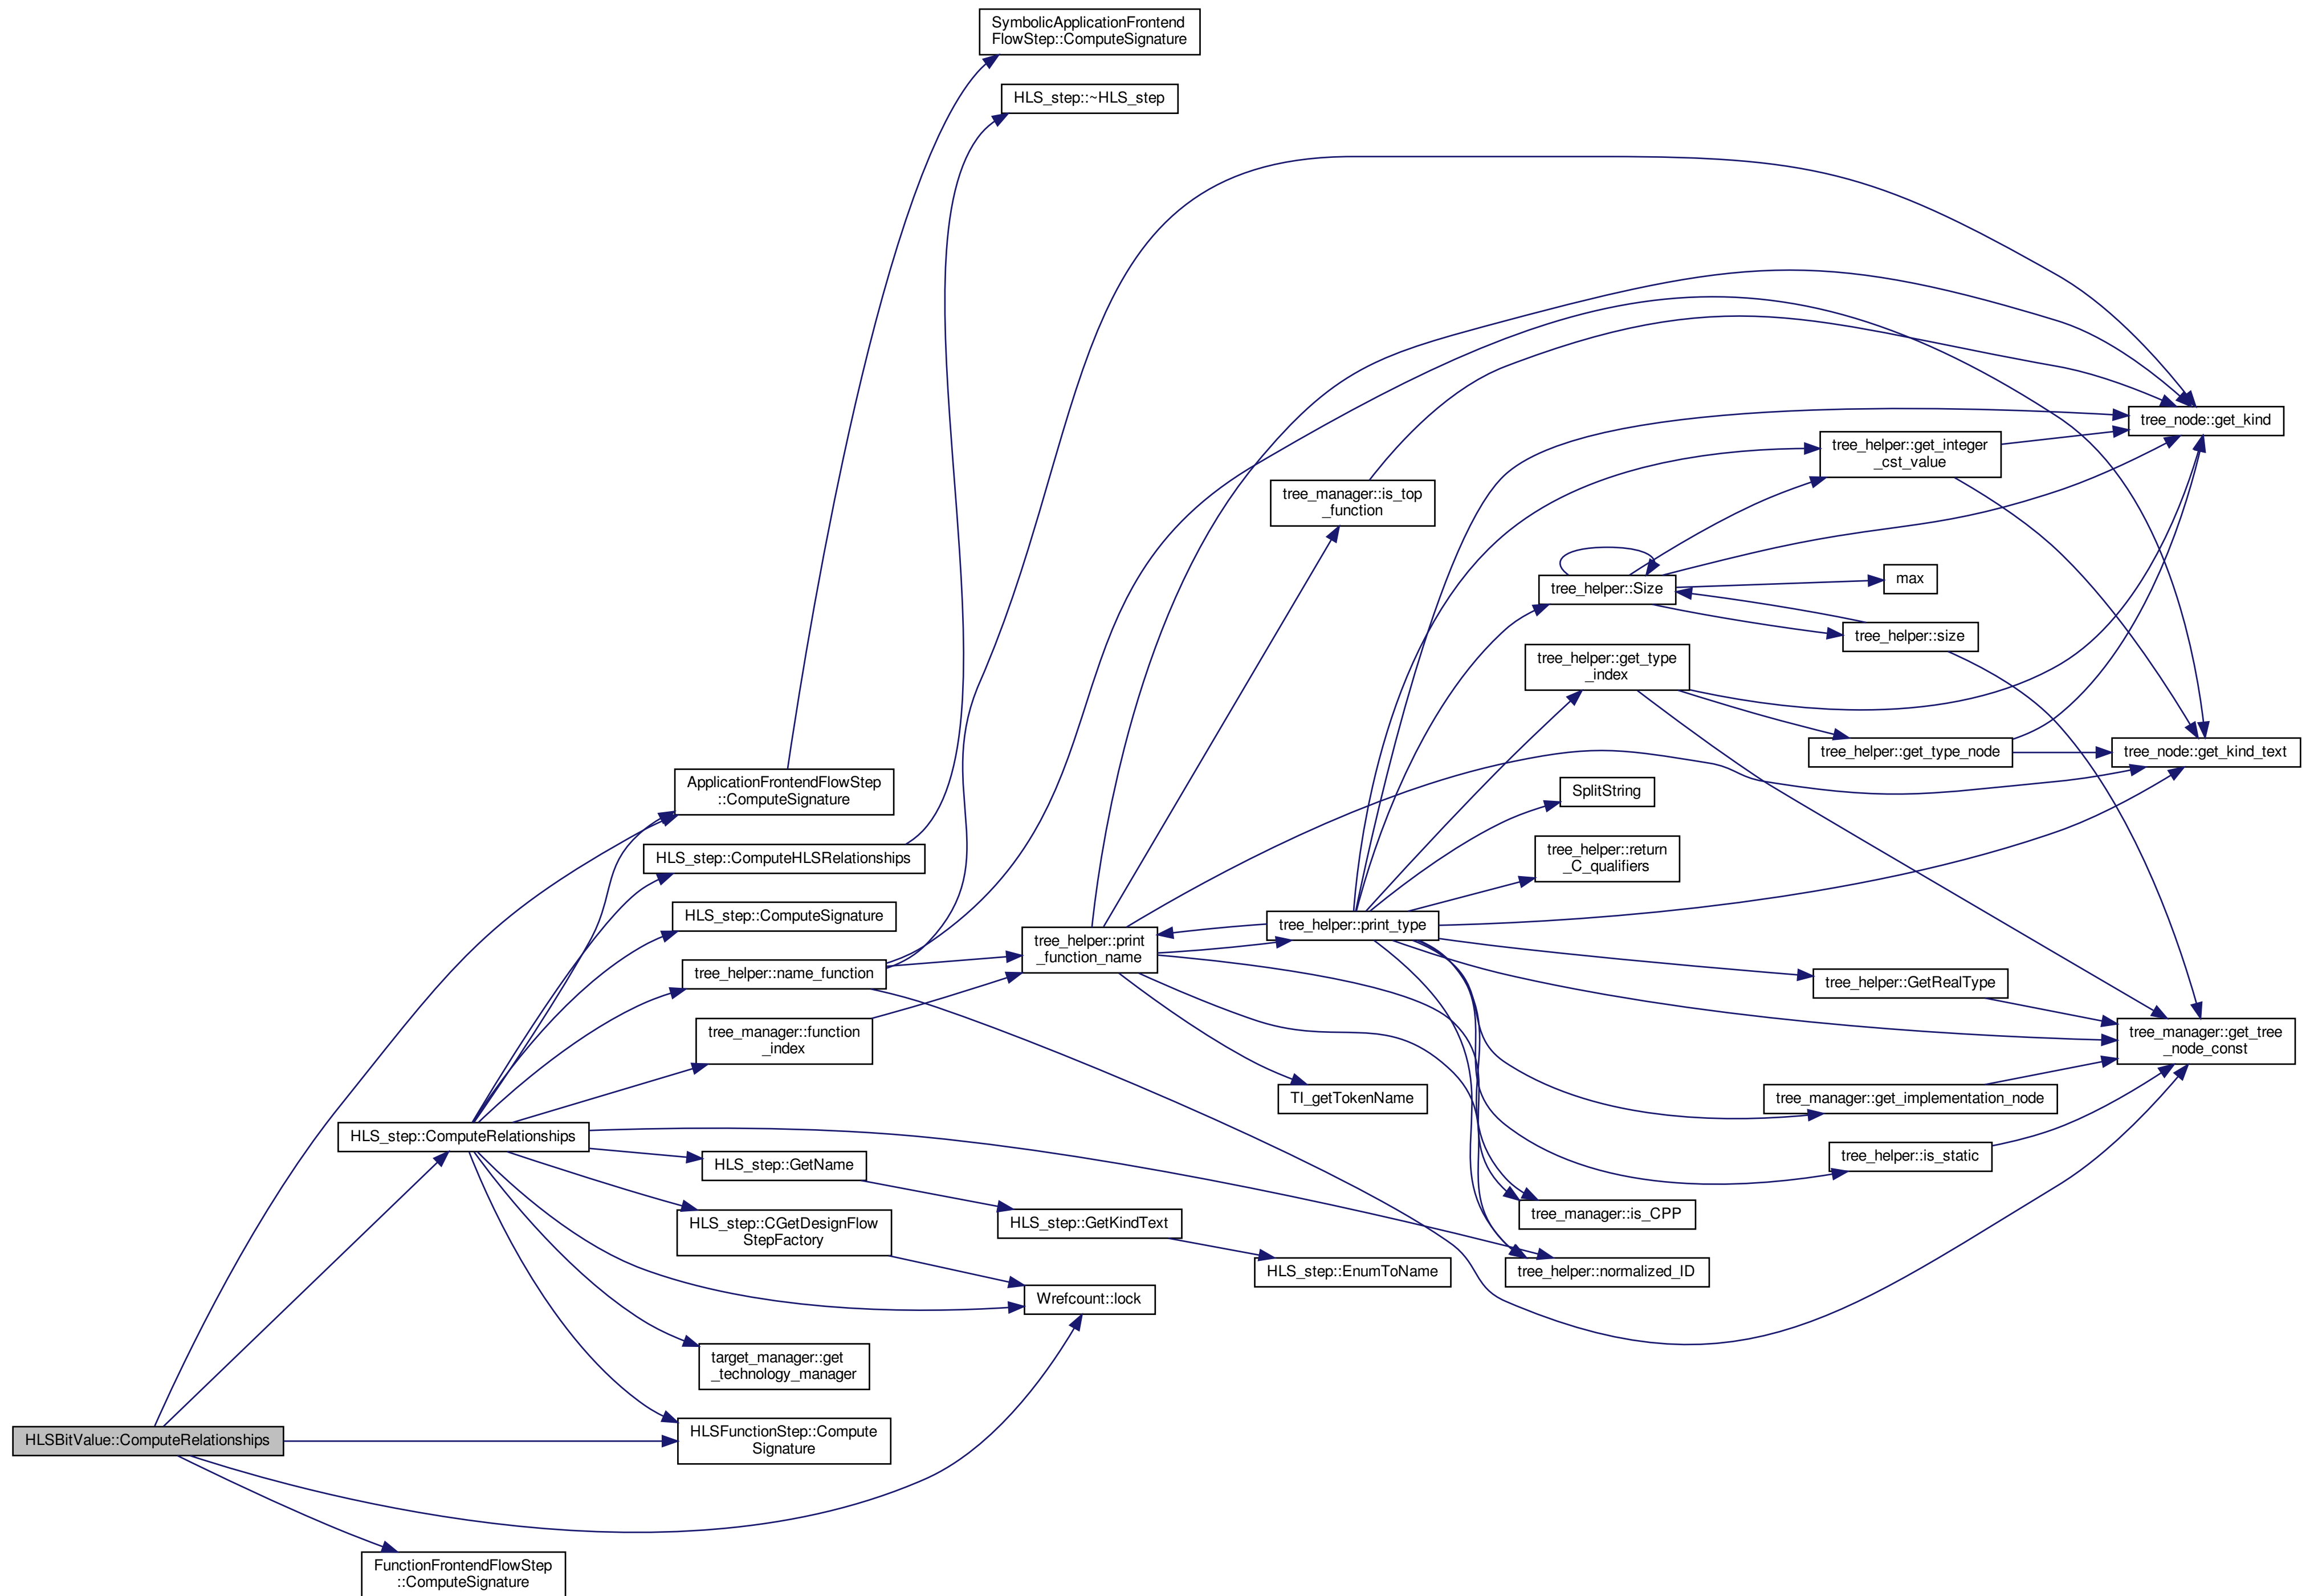 SymbolicApplicationFrontend
FlowStep::ComputeSignature
HLS_step::~HLS_step
tree_node::get_kind
tree_helper::get_integer
_cst_value
tree_manager::is_top
_function
max
tree_helper::Size
tree_helper::size
tree_helper::get_type
_index
tree_helper::get_type_node
tree_node::get_kind_text
ApplicationFrontendFlowStep
::ComputeSignature
SplitString
HLS_step::ComputeHLSRelationships
tree_helper::return
_C_qualifiers
HLS_step::ComputeSignature
tree_helper::print_type
tree_helper::print
_function_name
tree_helper::name_function
tree_helper::GetRealType
tree_manager::function
_index
tree_manager::get_tree
_node_const
TI_getTokenName
tree_manager::get_implementation_node
HLS_step::ComputeRelationships
tree_helper::is_static
HLS_step::GetName
tree_manager::is_CPP
HLS_step::CGetDesignFlow
StepFactory
HLS_step::GetKindText
HLS_step::EnumToName
tree_helper::normalized_ID
Wrefcount::lock
target_manager::get
_technology_manager
HLSBitValue::ComputeRelationships
HLSFunctionStep::Compute
Signature
FunctionFrontendFlowStep
::ComputeSignature